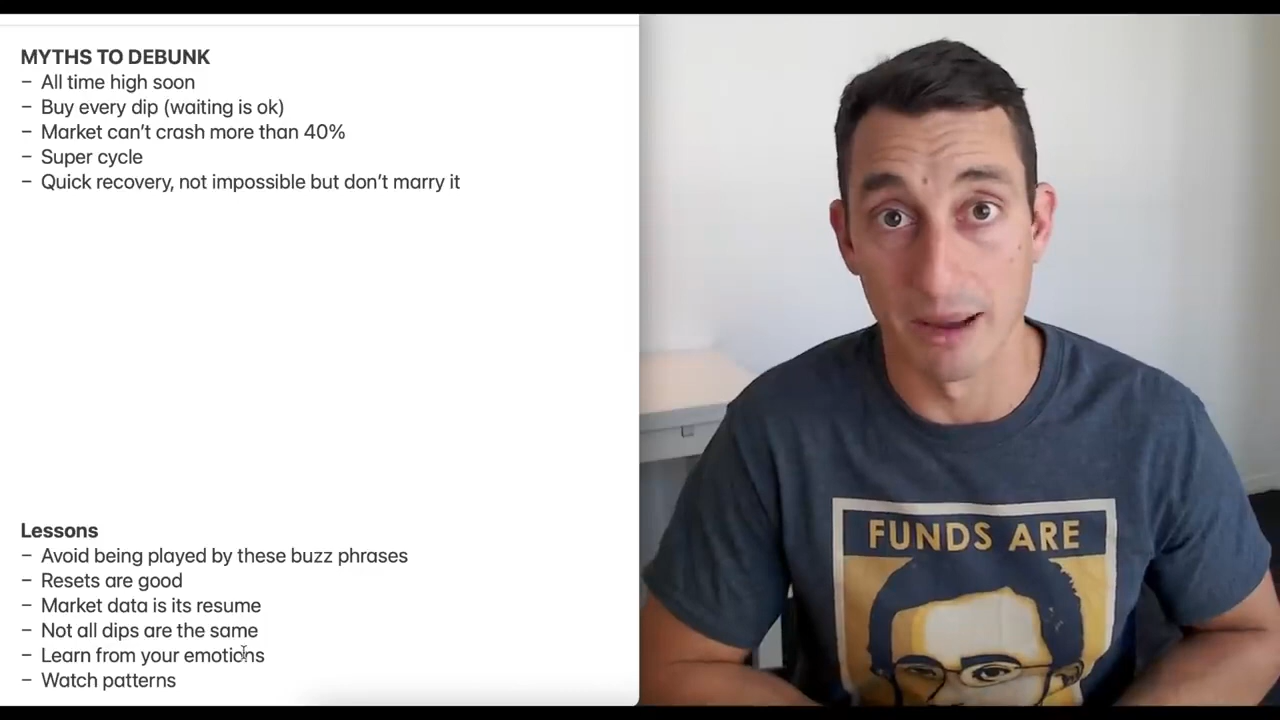 MYTHS TO DEBUNK
– All time high soon
– Buy every dip (waiting is ok)
– Market can't crash more than 40%
– Super cycle
– Quick recovery, not impossible but don't marry it
Lessons
– Avoid being played by these buzz phrases
– Resets are good
– Market data is its resume
– Not all dips are the same
– Learn from your emotions
– Watch patterns
FUNDS ARE